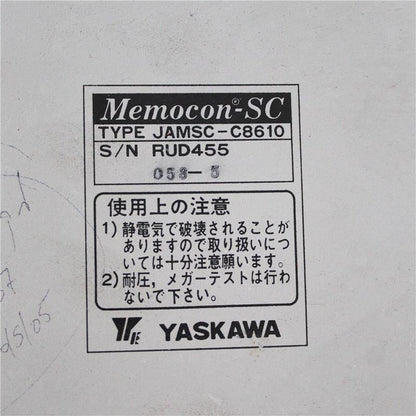 Memocon-SC
TYPE JAMSC-C8610
S/N RUD455
058-5
使用上の注意
1) 静電気で破壊されることが
ありますので取り扱いにつ
いては十分注意願います。
2) 耐圧，メガーテストは行わ
ないで下さい。
YASKAWA